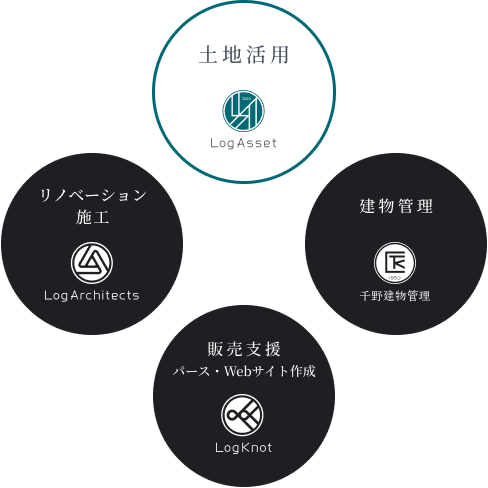 土地活用
2022
LogAsset
リノベーション
施工
LogArchitects
建物管理
1950
千野建物管理
販売支援
パース・Webサイト作成
LogKnot